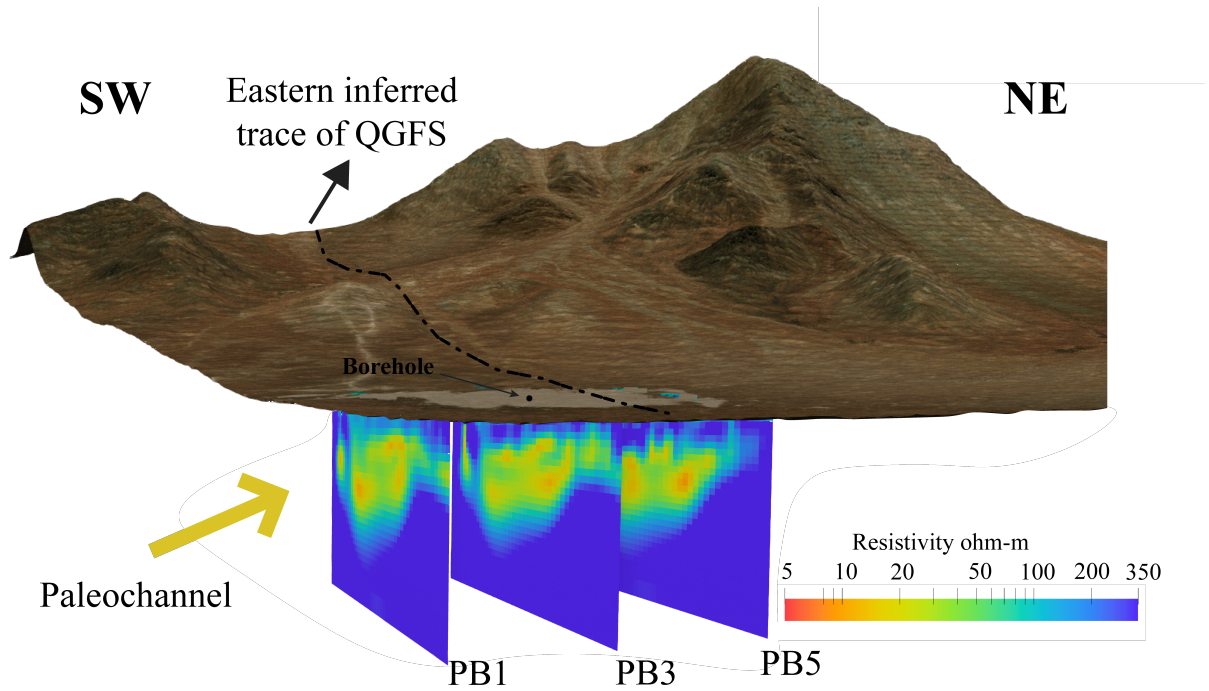 SW
Eastern inferred
trace of QGFS
NE
Borehole
Paleochannel
Resistivity ohm-m
5 10 20 50 100 200 350
PB1
PB3
PB5